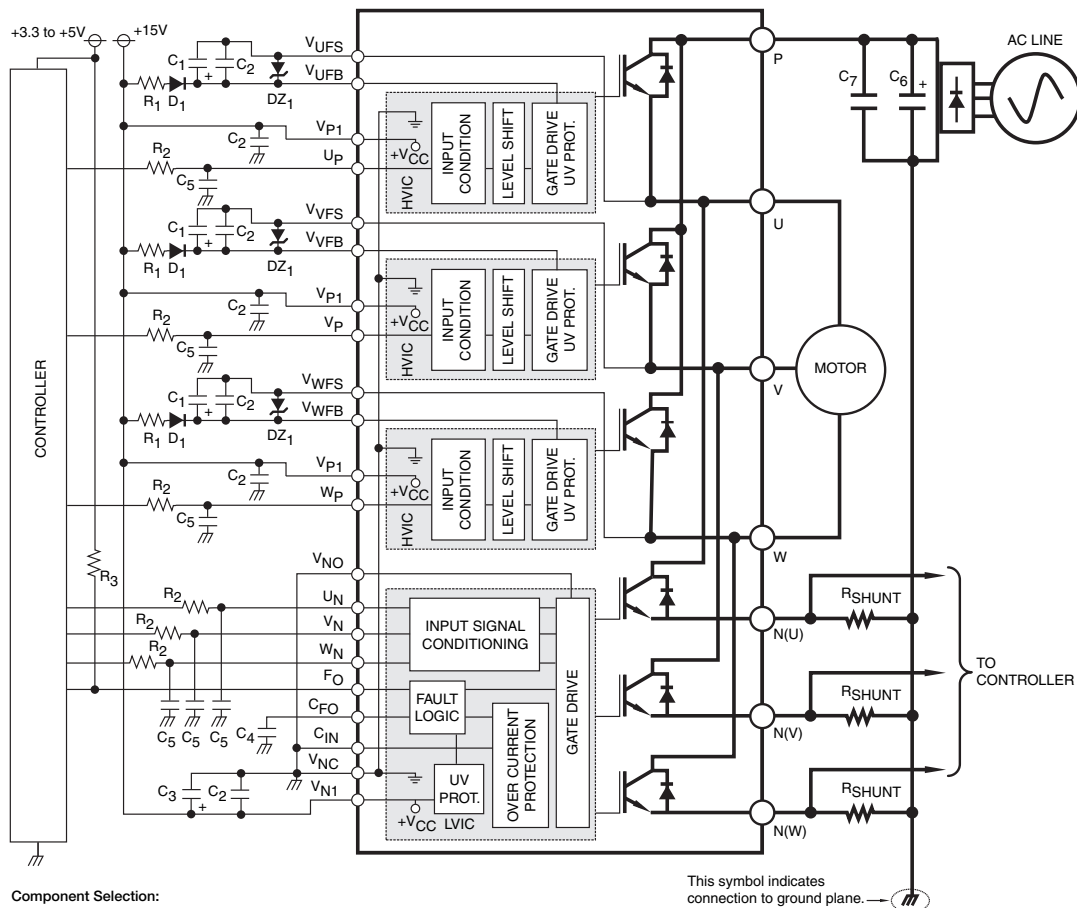 +3.3 to +5V
+15V
CONTROLLER
C1
+
C2
R1
D1
DZ1
VUFS
VUFB
C2
VP1
R2
UP
C5
+VCC
HVIC
INPUT
CONDITION
LEVEL SHIFT
GATE DRIVE
UV PROT.
P
C7
C6
+
AC LINE
U
C1
+
C2
R1
D1
DZ1
VVFS
VVFB
C2
VP1
R2
VP
C5
+VCC
HVIC
INPUT
CONDITION
LEVEL SHIFT
GATE DRIVE
UV PROT.
V
MOTOR
C1
+
C2
R1
D1
DZ1
VWFS
VWFB
C2
VP1
R2
WP
C5
+VCC
HVIC
INPUT
CONDITION
LEVEL SHIFT
GATE DRIVE
UV PROT.
W
R3
VNO
R2
UN
R2
VN
R2
WN
FO
CFO
CIN
VNC
VN1
C5
C5
C5
C4
C3
+
C2
INPUT SIGNAL
CONDITIONING
FAULT
LOGIC
UV
PROT.
+VCC
LVIC
OVER CURRENT
PROTECTION
GATE DRIVE
RSHUNT
N(U)
RSHUNT
N(V)
RSHUNT
N(W)
TO
CONTROLLER
Component Selection:
This symbol indicates
connection to ground plane.